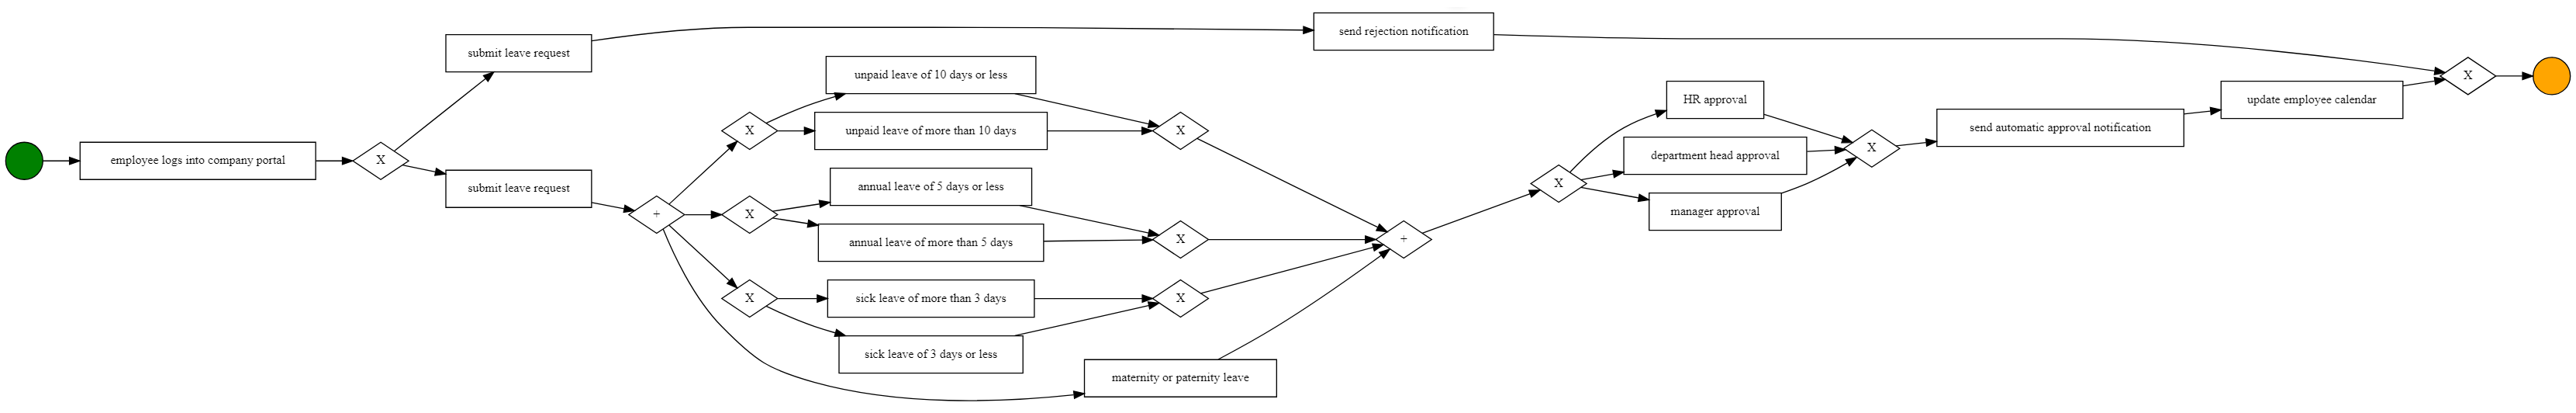 employee logs into company portal
X
submit leave request
submit leave request
+
X
X
X
unpaid leave of 10 days or less
unpaid leave of more than 10 days
annual leave of 5 days or less
annual leave of more than 5 days
sick leave of more than 3 days
sick leave of 3 days or less
maternity or paternity leave
X
X
X
send rejection notification
+
X
HR approval
department head approval
manager approval
X
send automatic approval notification
update employee calendar
X